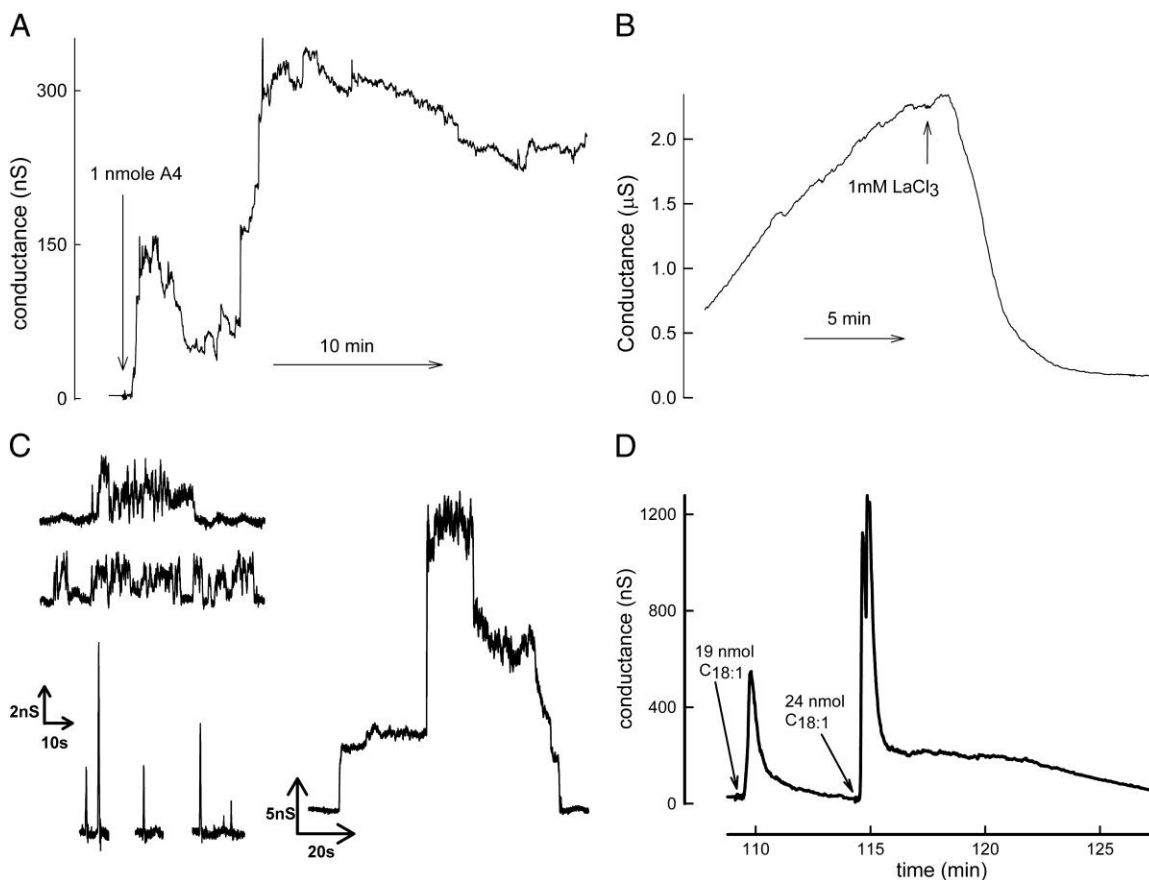 A
conductance (nS)
300
150
0
1 nmole A4
10 min
B
Conductance (µS)
2.0
1.5
1.0
0.5
0.0
1mM LaCl3
5 min
C
2nS
10s
5nS
20s
D
conductance (nS)
1200
800
400
0
19 nmol
C18:1
24 nmol
C18:1
110
115
120
125
time (min)